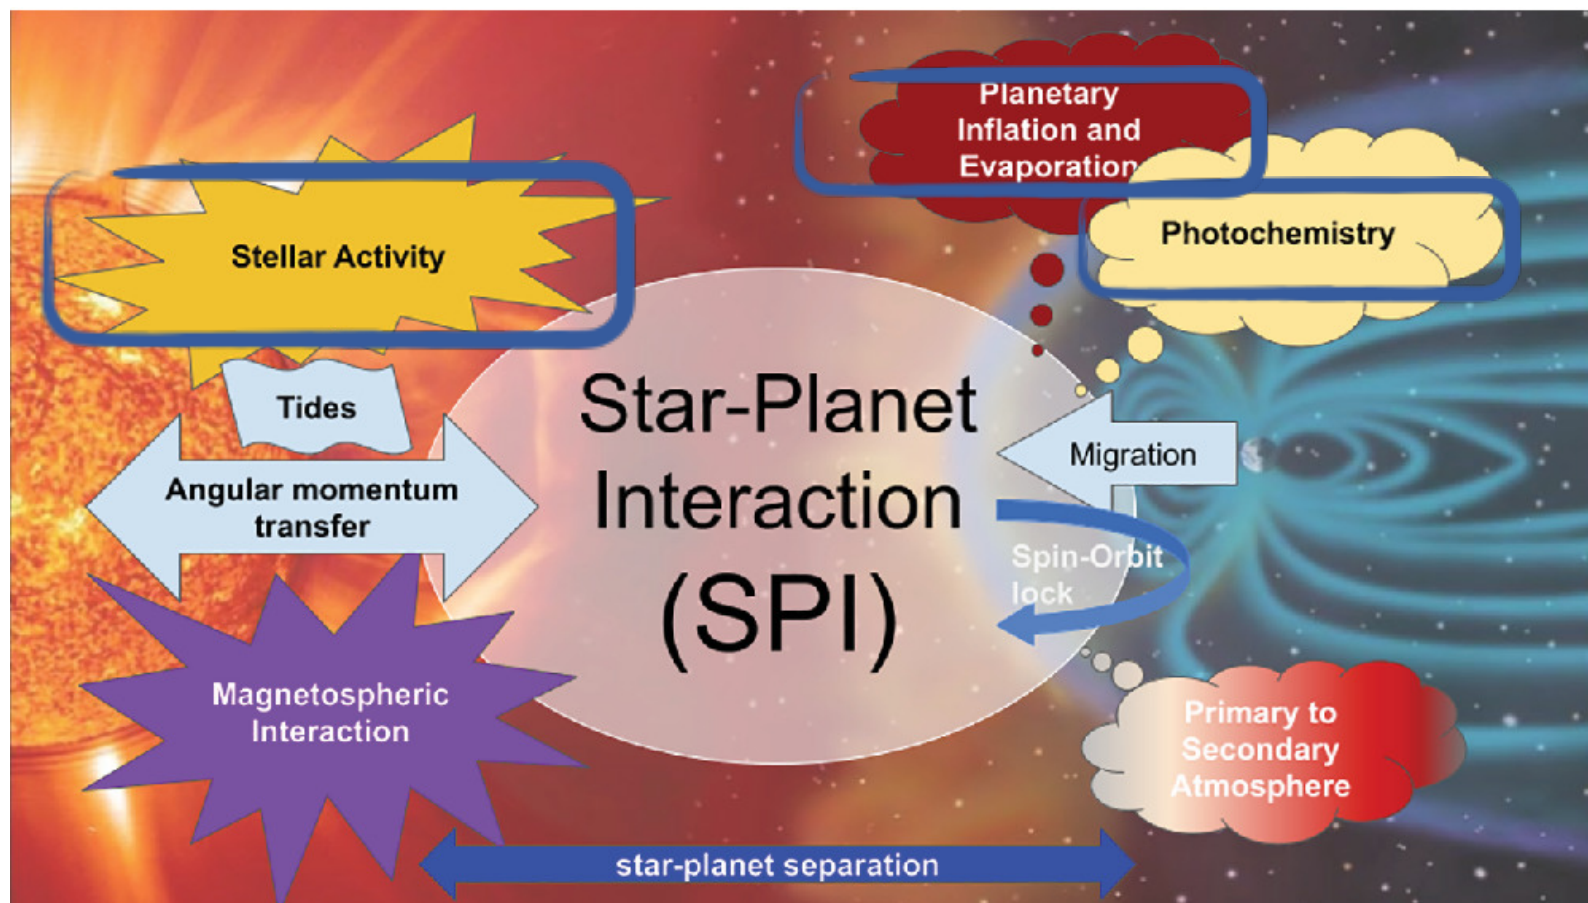 Planetary
Inflation and
Evaporation
Photochemistry
Stellar Activity
Tides
Angular momentum
transfer
Star-Planet
Interaction
(SPI)
Migration
Spin-Orbit
lock
Magnetospheric
Interaction
Primary to
Secondary
Atmosphere
star-planet separation